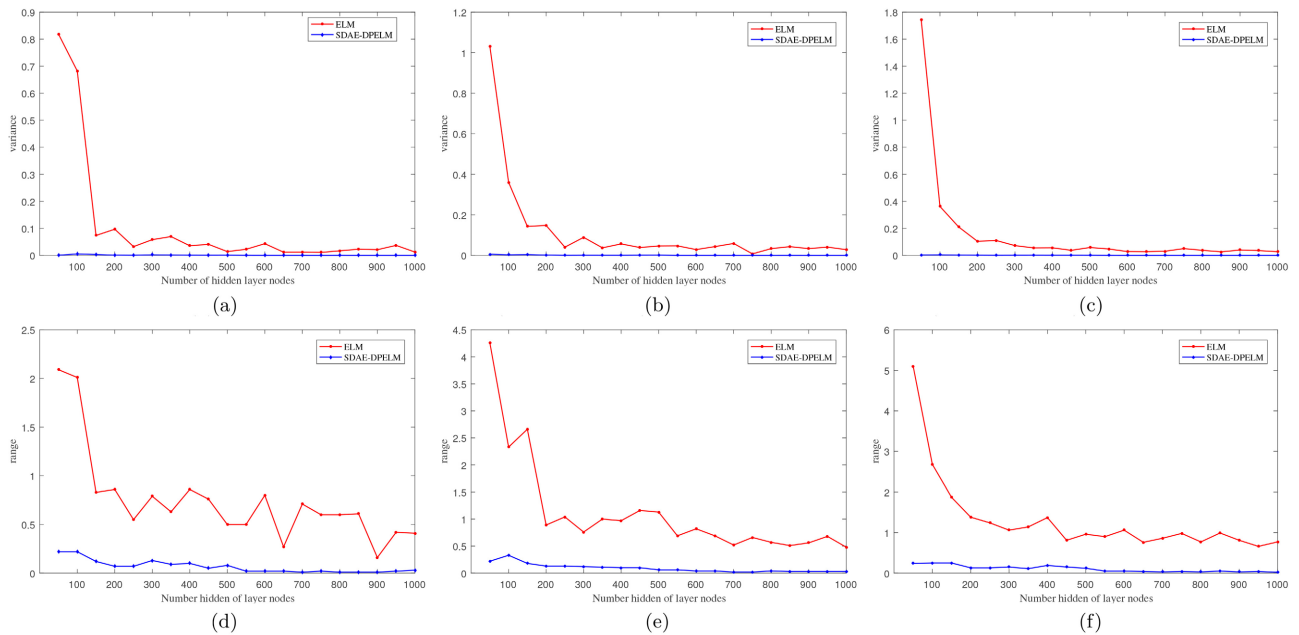 0.9
0.8
0.7
0.6
0.5
0.4
0.3
0.2
0.1
0
variance
ELM
SDAE-DPELM
100 200 300 400 500 600 700 800 900 1000
Number of hidden layer nodes
(a)
1.2
1
0.8
0.6
0.4
0.2
0
variance
ELM
SDAE-DPELM
100 200 300 400 500 600 700 800 900 1000
Number of hidden layer nodes
(b)
1.8
1.6
1.4
1.2
1
0.8
0.6
0.4
0.2
0
variance
ELM
SDAE-DPELM
100 200 300 400 500 600 700 800 900 1000
Number of hidden layer nodes
(c)
2.5
2
1.5
1
0.5
0
range
ELM
SDAE-DPELM
100 200 300 400 500 600 700 800 900 1000
Number hidden of layer nodes
(d)
4.5
4
3.5
3
2.5
2
1.5
1
0.5
0
range
ELM
SDAE-DPELM
100 200 300 400 500 600 700 800 900 1000
Number hidden of layer nodes
(e)
6
5
4
3
2
1
0
range
ELM
SDAE-DPELM
100 200 300 400 500 600 700 800 900 1000
Number hidden of layer nodes
(f)